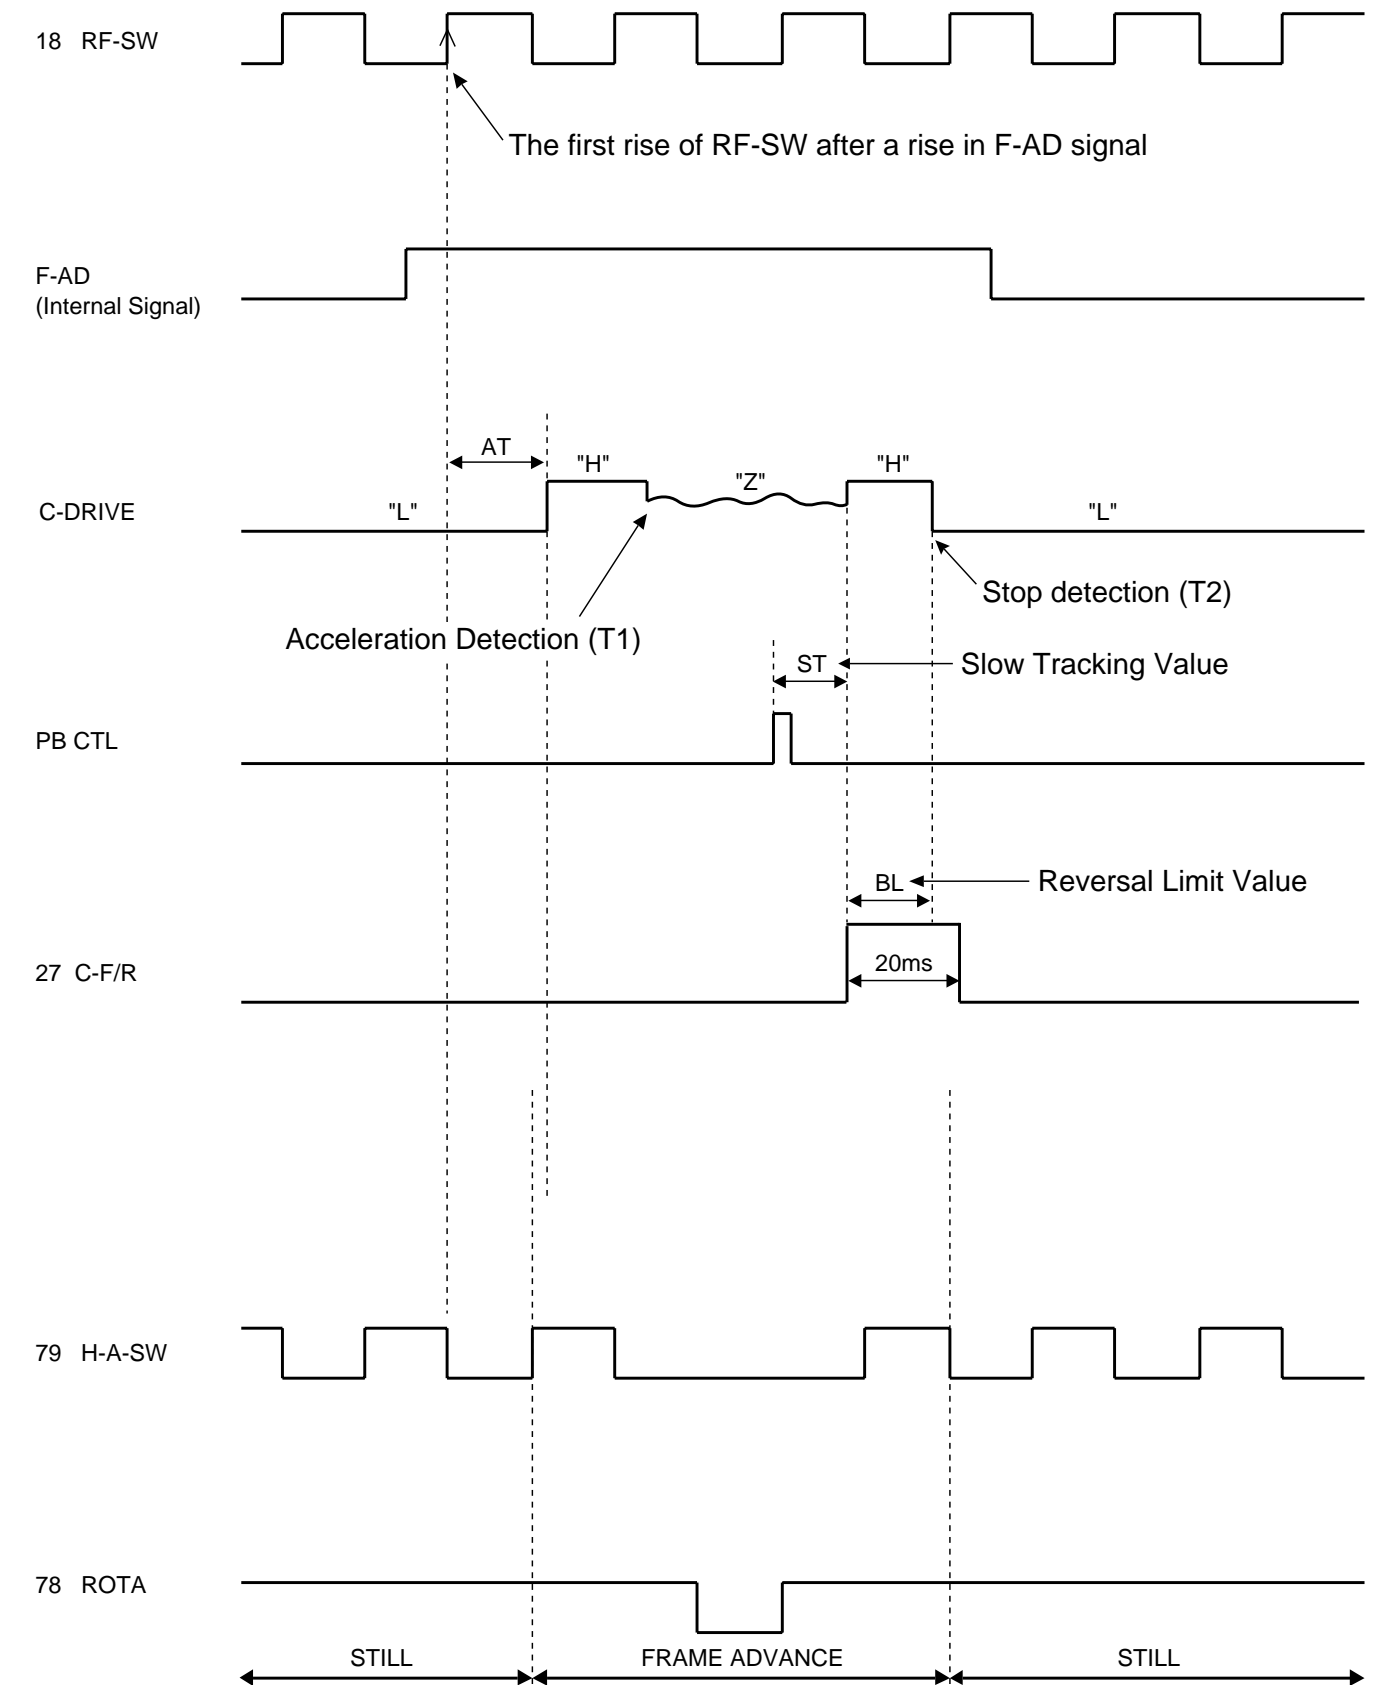 18 RF-SW
The first rise of RF-SW after a rise in F-AD signal
F-AD
(Internal Signal)
AT
"H"
"Z"
"H"
C-DRIVE
"L"
"L"
Stop detection (T2)
Acceleration Detection (T1)
ST
Slow Tracking Value
PB CTL
BL
Reversal Limit Value
27 C-F/R
20ms
79 H-A-SW
78 ROTA
STILL
FRAME ADVANCE
STILL